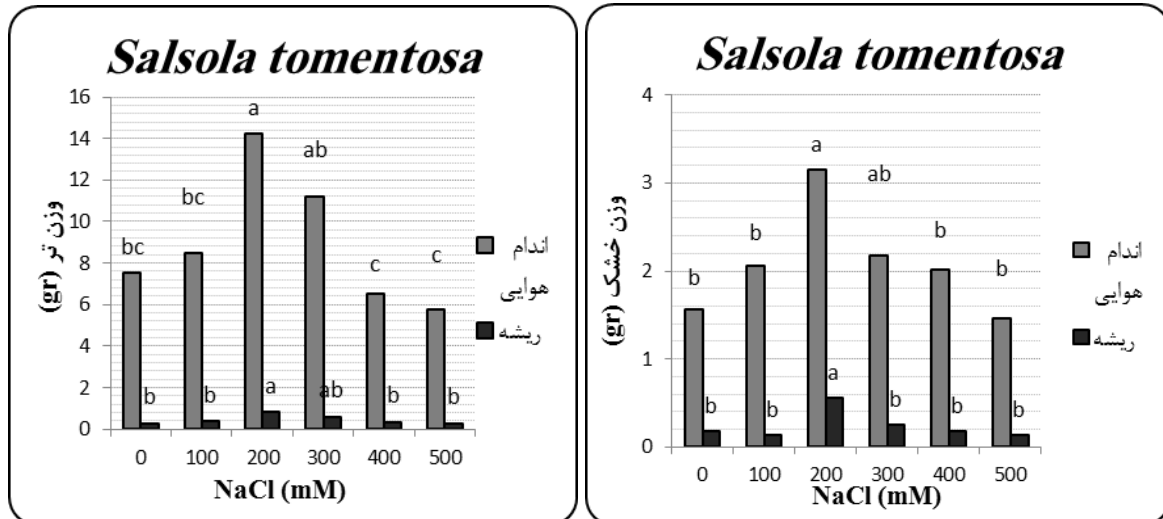 Salsola tomentosa
وزن تر (gr)
16
14
12
10
8
6
4
2
0
bc
bc
a
ab
c
c
b
b
a
ab
b
b
0 100 200 300 400 500
NaCl (mM)
اندام
هوایی
ریشه
Salsola tomentosa
وزن خشک (gr)
4
3
2
1
0
b
b
a
ab
b
b
b
b
a
b
b
b
0 100 200 300 400 500
NaCl (mM)
اندام
هوایی
ریشه